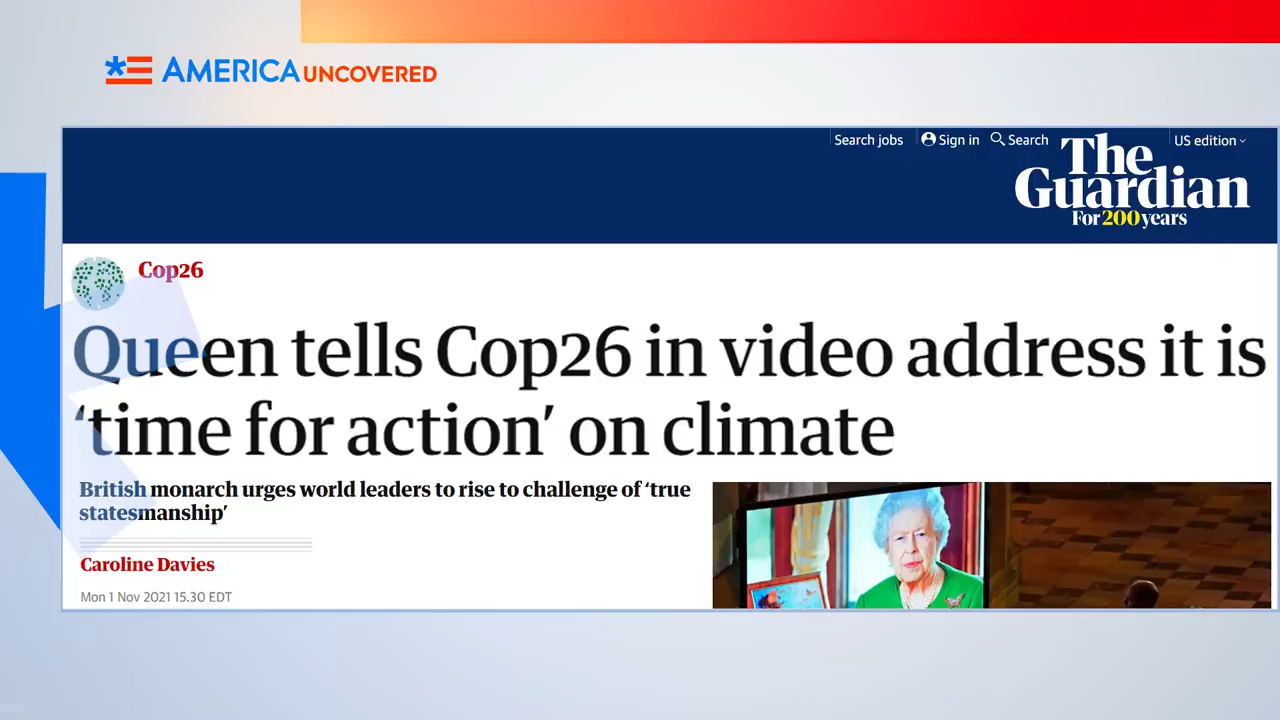 AMERICA UNCOVERED
Search jobs
Sign in
Search
US edition
The
Guardian
For 200 years
Cop26
Queen tells Cop26 in video address it is
‘time for action’ on climate
British monarch urges world leaders to rise to challenge of ‘true
statesmanship’
Caroline Davies
Mon 1 Nov 2021 15.30 EDT